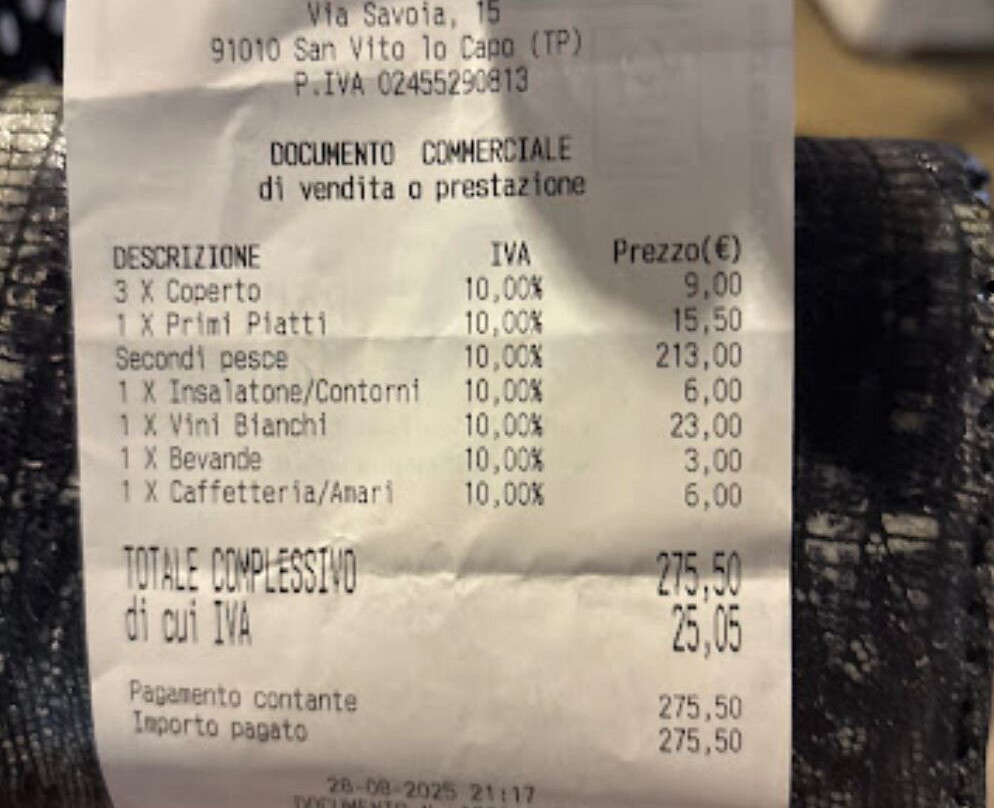 Via Savoia, 15
91010 San Vito lo Capo (TP)
P.IVA 02455290813
DOCUMENTO COMMERCIALE
di vendita o prestazione
DESCRIZIONE IVA Prezzo(€)
3 X Coperto 10,00% 9,00
1 X Primi Piatti 10,00% 15,50
Secondi pesce 10,00% 213,00
1 X Insalatone/Contorni 10,00% 6,00
1 X Vini Bianchi 10,00% 23,00
1 X Bevande 10,00% 3,00
1 X Caffetteria/Amari 10,00% 6,00
TOTALE COMPLESSIVO 275,50
di cui IVA 25,05
Pagamento contante 275,50
Importo pagato 275,50
28-08-2025 21:17
DOCUMENTO